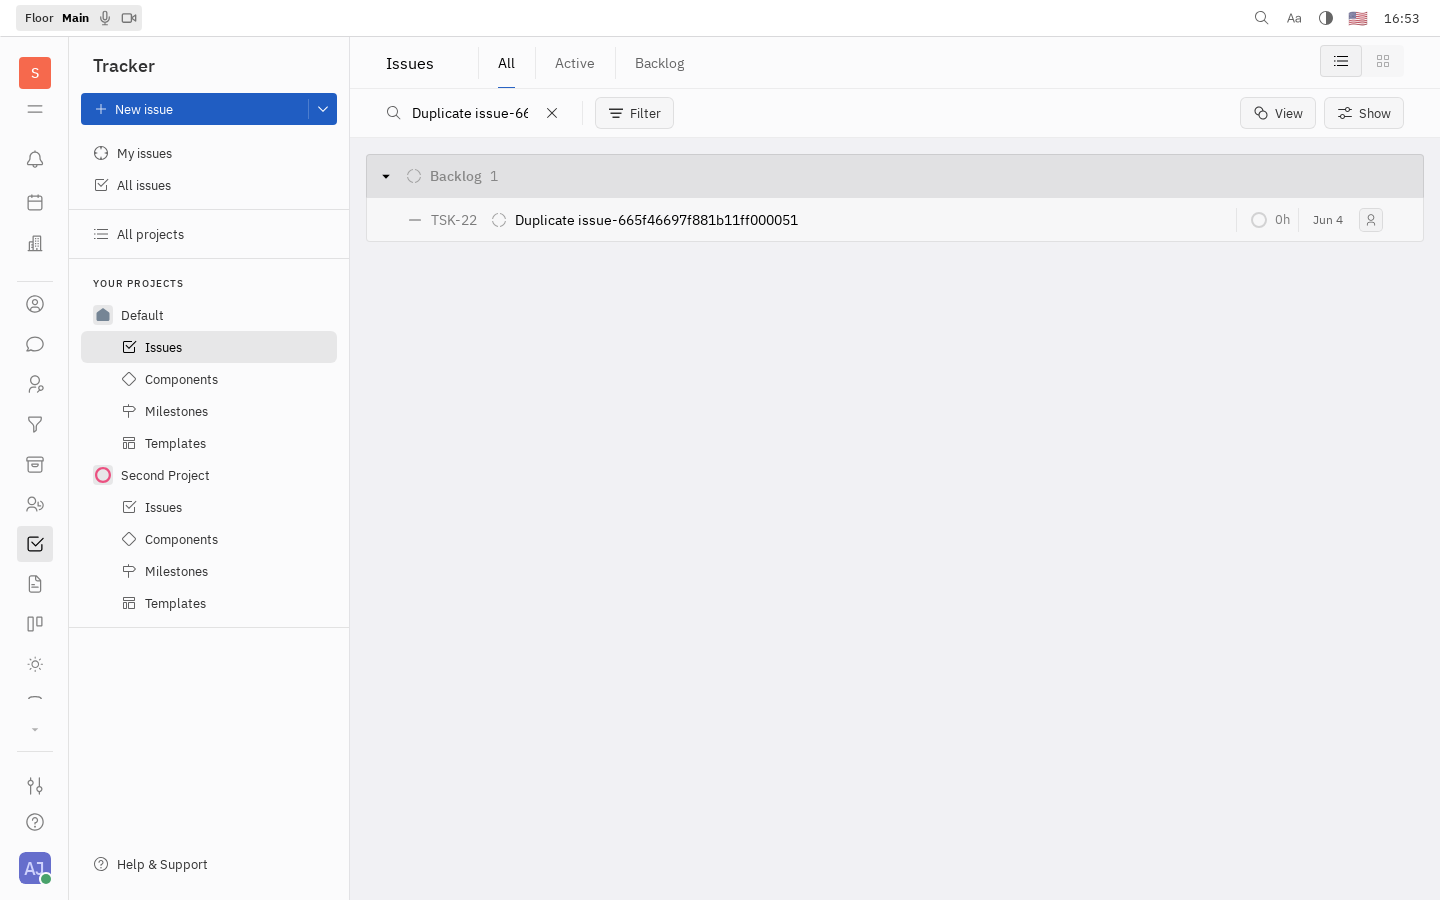 Floor Main
Aa
16:53
S
Tracker
New issue
My issues
All issues
All projects
YOUR PROJECTS
Default
Issues
Components
Milestones
Templates
Second Project
Issues
Components
Milestones
Templates
Help & Support
AJ
Issues
All
Active
Backlog
Duplicate issue-66
Filter
View
Show
Backlog 1
TSK-22 Duplicate issue-665f46697f881b11ff000051 0h Jun 4